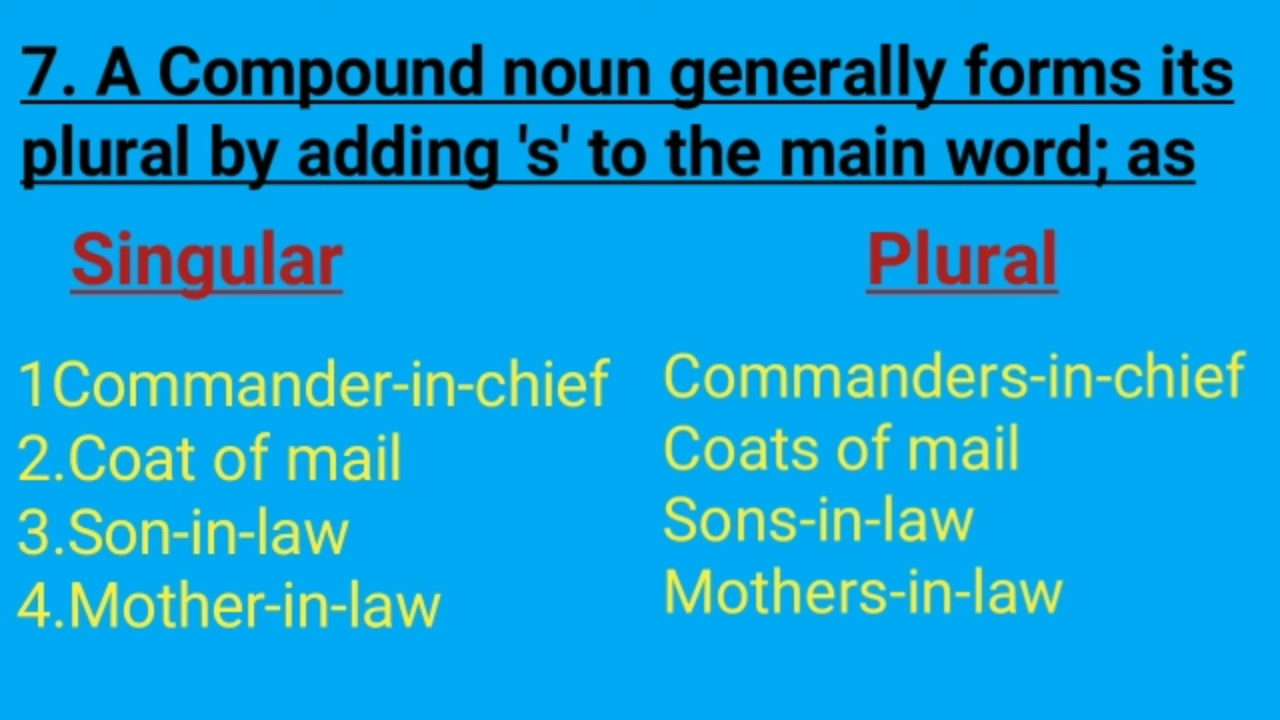 7. A Compound noun generally forms its
plural by adding 's' to the main word; as
Singular
Plural
1Commander-in-chief
Commanders-in-chief
2.Coat of mail
Coats of mail
3.Son-in-law
Sons-in-law
4.Mother-in-law
Mothers-in-law